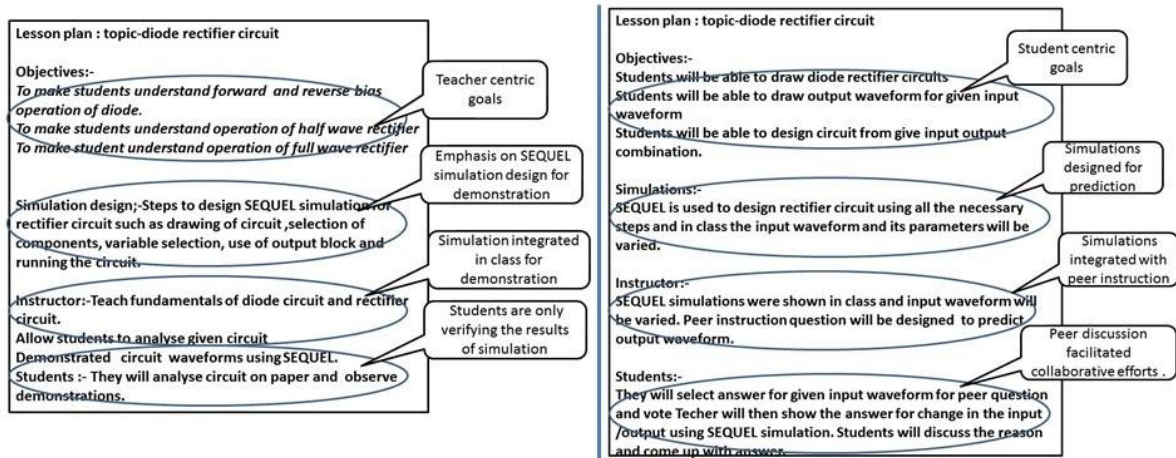 Lesson plan : topic-diode rectifier circuit
Objectives:-
To make students understand forward and reverse bias
operation of diode.
To make students understand operation of half wave rectifier
To make student understand operation of full wave rectifier
Simulation design;-Steps to design SEQUEL simulation for
rectifier circuit such as drawing of circuit ,selection of
components, variable selection, use of output block and
running the circuit.
Instructor:-Teach fundamentals of diode circuit and rectifier
circuit.
Allow students to analyse given circuit
Demonstrated circuit waveforms using SEQUEL.
Students :- They will analyse circuit on paper and observe
demonstrations.
Teacher centric
goals
Emphasis on SEQUEL
simulation design for
demonstration
Simulation integrated
in class for
demonstration
Students are only
verifying the results
of simulation
Lesson plan : topic-diode rectifier circuit
Objectives:-
Students will be able to draw diode rectifier circuits
Students will be able to draw output waveform for given input
waveform
Students will be able to design circuit from give input output
combination.
Simulations:-
SEQUEL is used to design rectifier circuit using all the necessary
steps and in class the input waveform and its parameters will be
varied.
Instructor:-
SEQUEL simulations were shown in class and input waveform will
be varied. Peer instruction question will be designed to predict
output waveform.
Students:-
They will select answer for given input waveform for peer question
and vote Techer will then show the answer for change in the input
/output using SEQUEL simulation. Students will discuss the reason
and come up with answer.
Student centric
goals
Simulations
designed for
prediction
Simulations
integrated with
peer instruction
Peer discussion
facilitated
collaborative efforts .